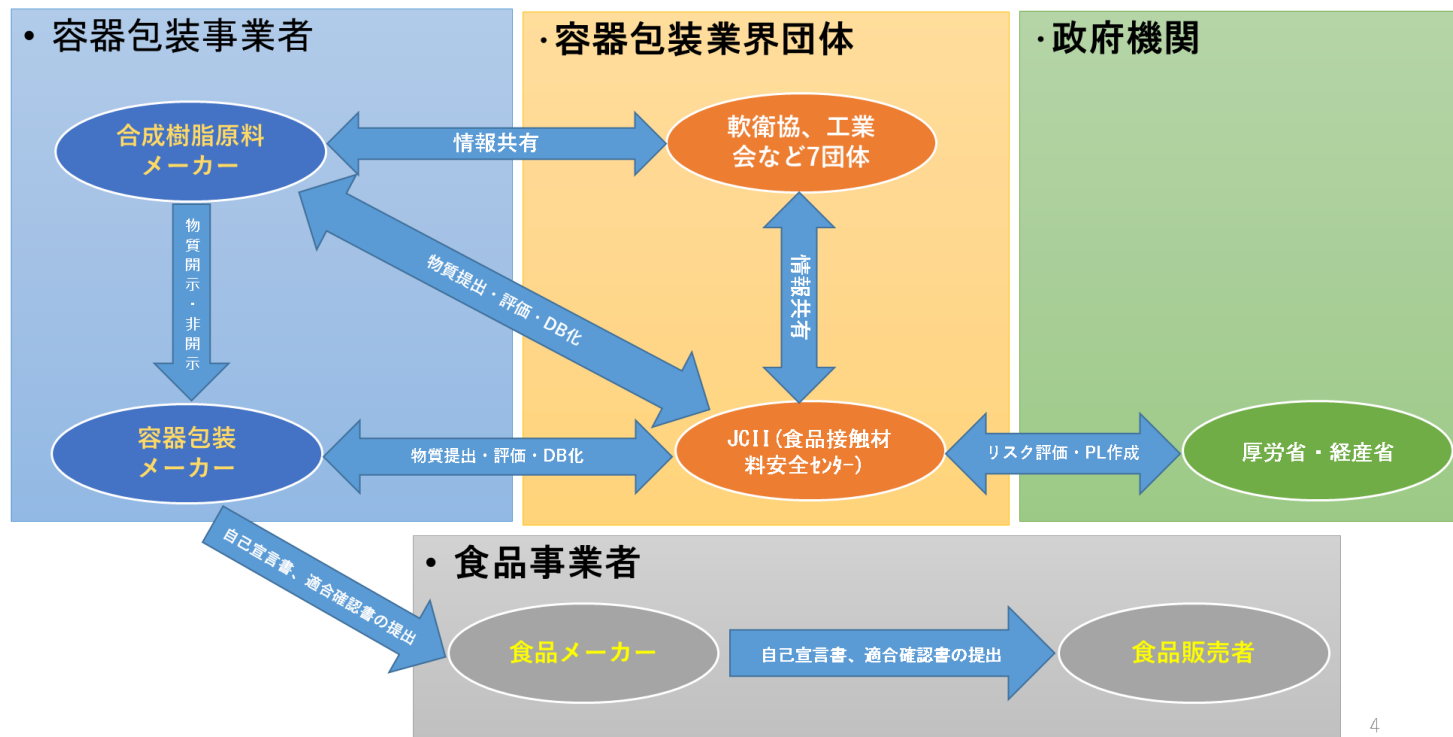 • 容器包装事業者
・容器包装業界団体
・政府機関
合成樹脂原料
メーカー
情報共有
軟衛協、工業
会など7団体
物質開示・非開示
物質提出・評価・DB化
情報共有
容器包装
メーカー
物質提出・評価・DB化
JCII(食品接触材
料安全ｾﾝﾀｰ)
リスク評価・PL作成
厚労省・経産省
自己宣言書、適合確認書の提出
• 食品事業者
食品メーカー
自己宣言書、適合確認書の提出
食品販売者
4